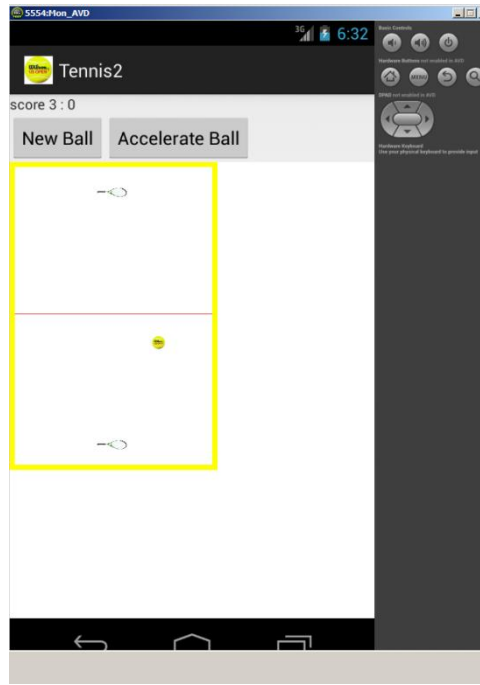 5554:Mon_AVD
3G 6:32
Tennis2
score 3 : 0
New Ball Accelerate Ball
Basic Controls
Hardware Buttons not enabled in AVD
MENU
DPAD not enabled in AVD
Hardware Keyboard
Use your physical keyboard to provide input